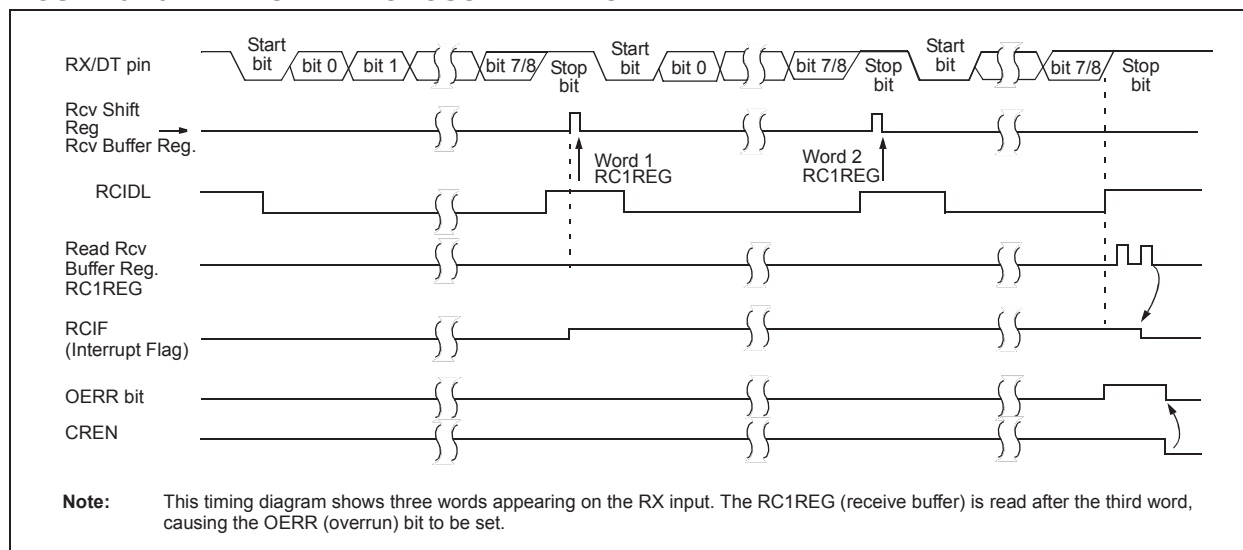 RX/DT pin
Start
bit
bit 0
bit 1
bit 7/8
Stop
bit
Start
bit
bit 0
bit 7/8
Stop
bit
Start
bit
bit 7/8
Stop
bit
Rcv Shift
Reg
Rcv Buffer Reg.
Word 1
RC1REG
Word 2
RC1REG
RCIDL
Read Rcv
Buffer Reg.
RC1REG
RCIF
(Interrupt Flag)
OERR bit
CREN
Note: This timing diagram shows three words appearing on the RX input. The RC1REG (receive buffer) is read after the third word,
causing the OERR (overrun) bit to be set.